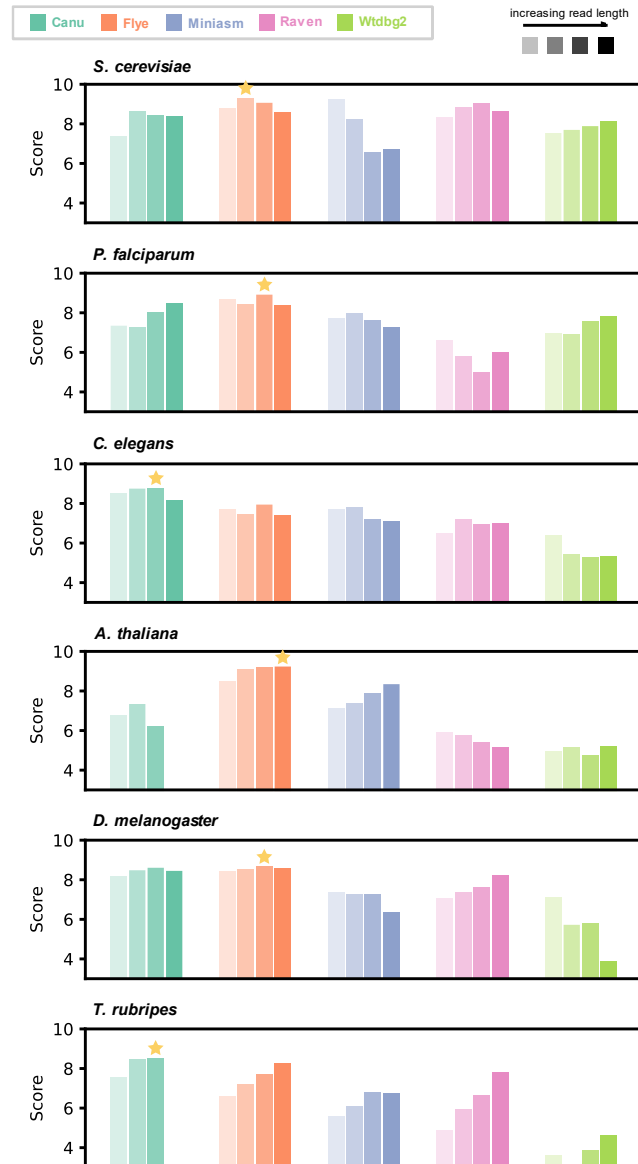 Canu Flye Miniasm Raven Wtdbg2
increasing read length
S. cerevisiae
10
8
6
4
Score
P. falciparum
10
8
6
4
Score
C. elegans
10
8
6
4
Score
A. thaliana
10
8
6
4
Score
D. melanogaster
10
8
6
4
Score
T. rubripes
10
8
6
4
Score